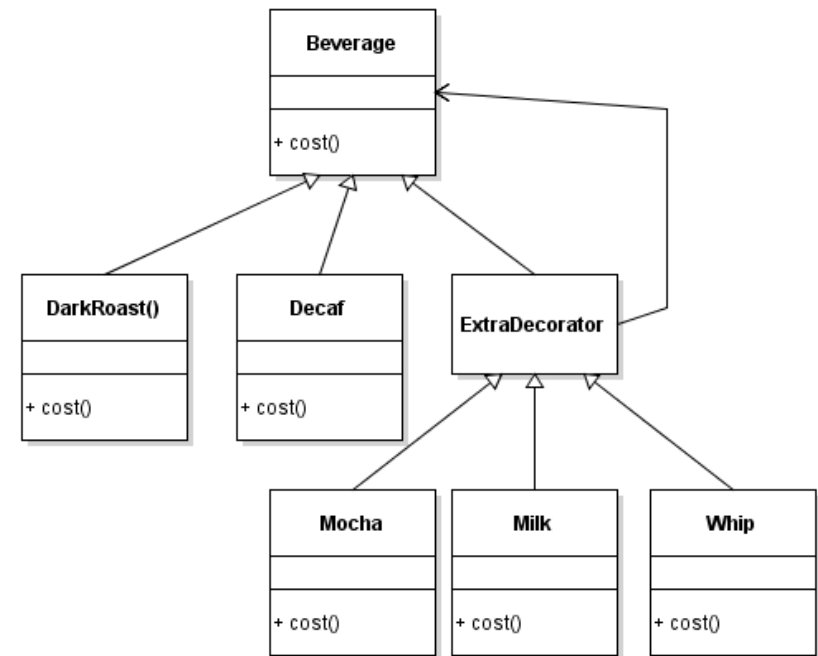 Beverage
+ cost()
DarkRoast()
Decaf
ExtraDecorator
+ cost()
+ cost()
Mocha
Milk
Whip
+ cost()
+ cost()
+ cost()